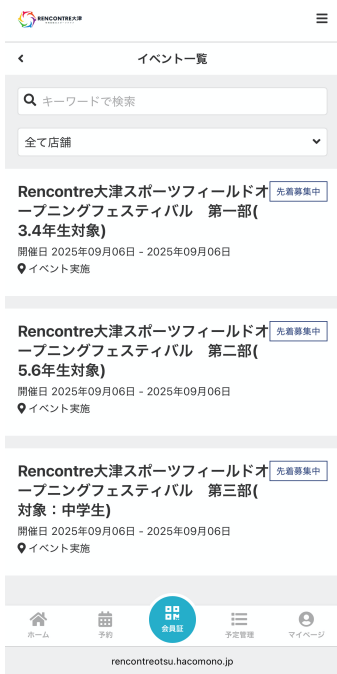 RENCONTRE大津
イベント一覧
キーワードで検索
全て店舗
Rencontre大津スポーツフィールドオ
ープニングフェスティバル　第一部(
3.4年生対象)
先着募集中
開催日 2025年09月06日 - 2025年09月06日
イベント実施
Rencontre大津スポーツフィールドオ
ープニングフェスティバル　第二部(
5.6年生対象)
先着募集中
開催日 2025年09月06日 - 2025年09月06日
イベント実施
Rencontre大津スポーツフィールドオ
ープニングフェスティバル　第三部(
対象：中学生)
先着募集中
開催日 2025年09月06日 - 2025年09月06日
イベント実施
ホーム
予約
会員証
予定管理
マイページ
rencontreotsu.hacomono.jp